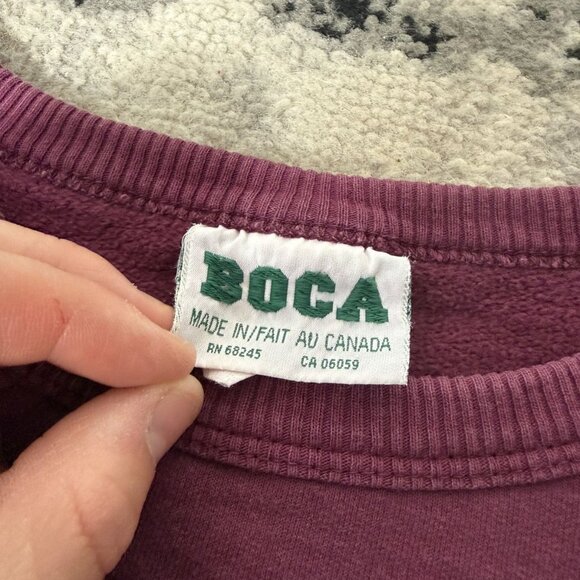 BOCA
MADE IN/FAIT AU CANADA
RN 68245 CA 06059